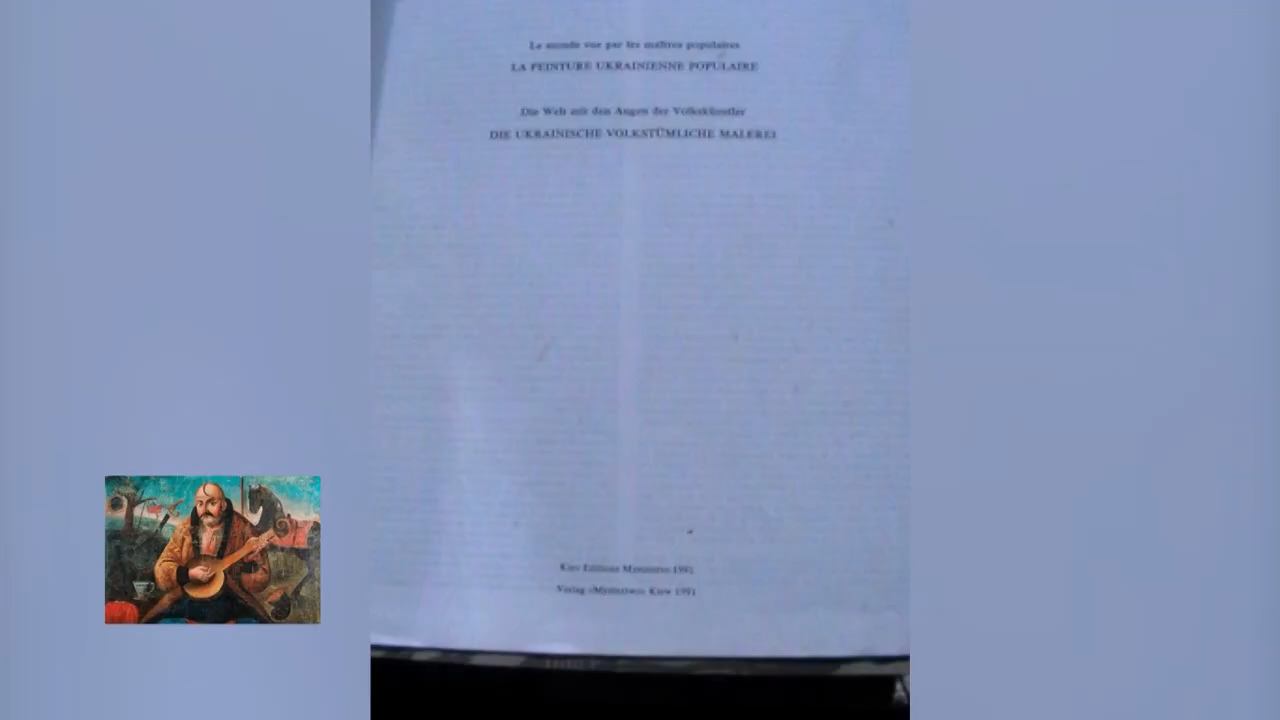 Le monde vue par les maîtres populaires
LA PEINTURE UKRAINIENNE POPULAIRE
Die Welt mit den Augen der Volkskünstler
DIE UKRAINISCHE VOLKSTÜMLICHE MALEREI
Kiev Editions Mystetstvo 1991
Verlag «Mysteztwo» Kiew 1991